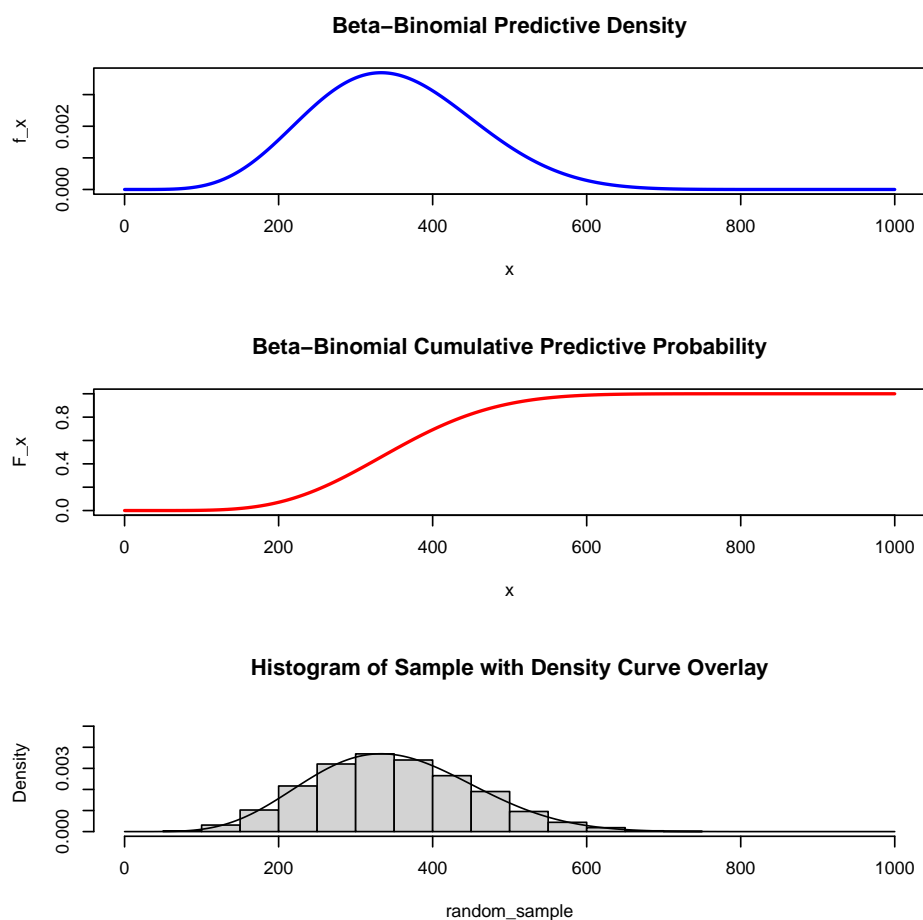 Beta−Binomial Predictive Density
f_x
0.002
0.000
0 200 400 600 800 1000
x
Beta−Binomial Cumulative Predictive Probability
F_x
0.8
0.4
0.0
0 200 400 600 800 1000
x
Histogram of Sample with Density Curve Overlay
Density
0.003
0.000
0 200 400 600 800 1000
random_sample